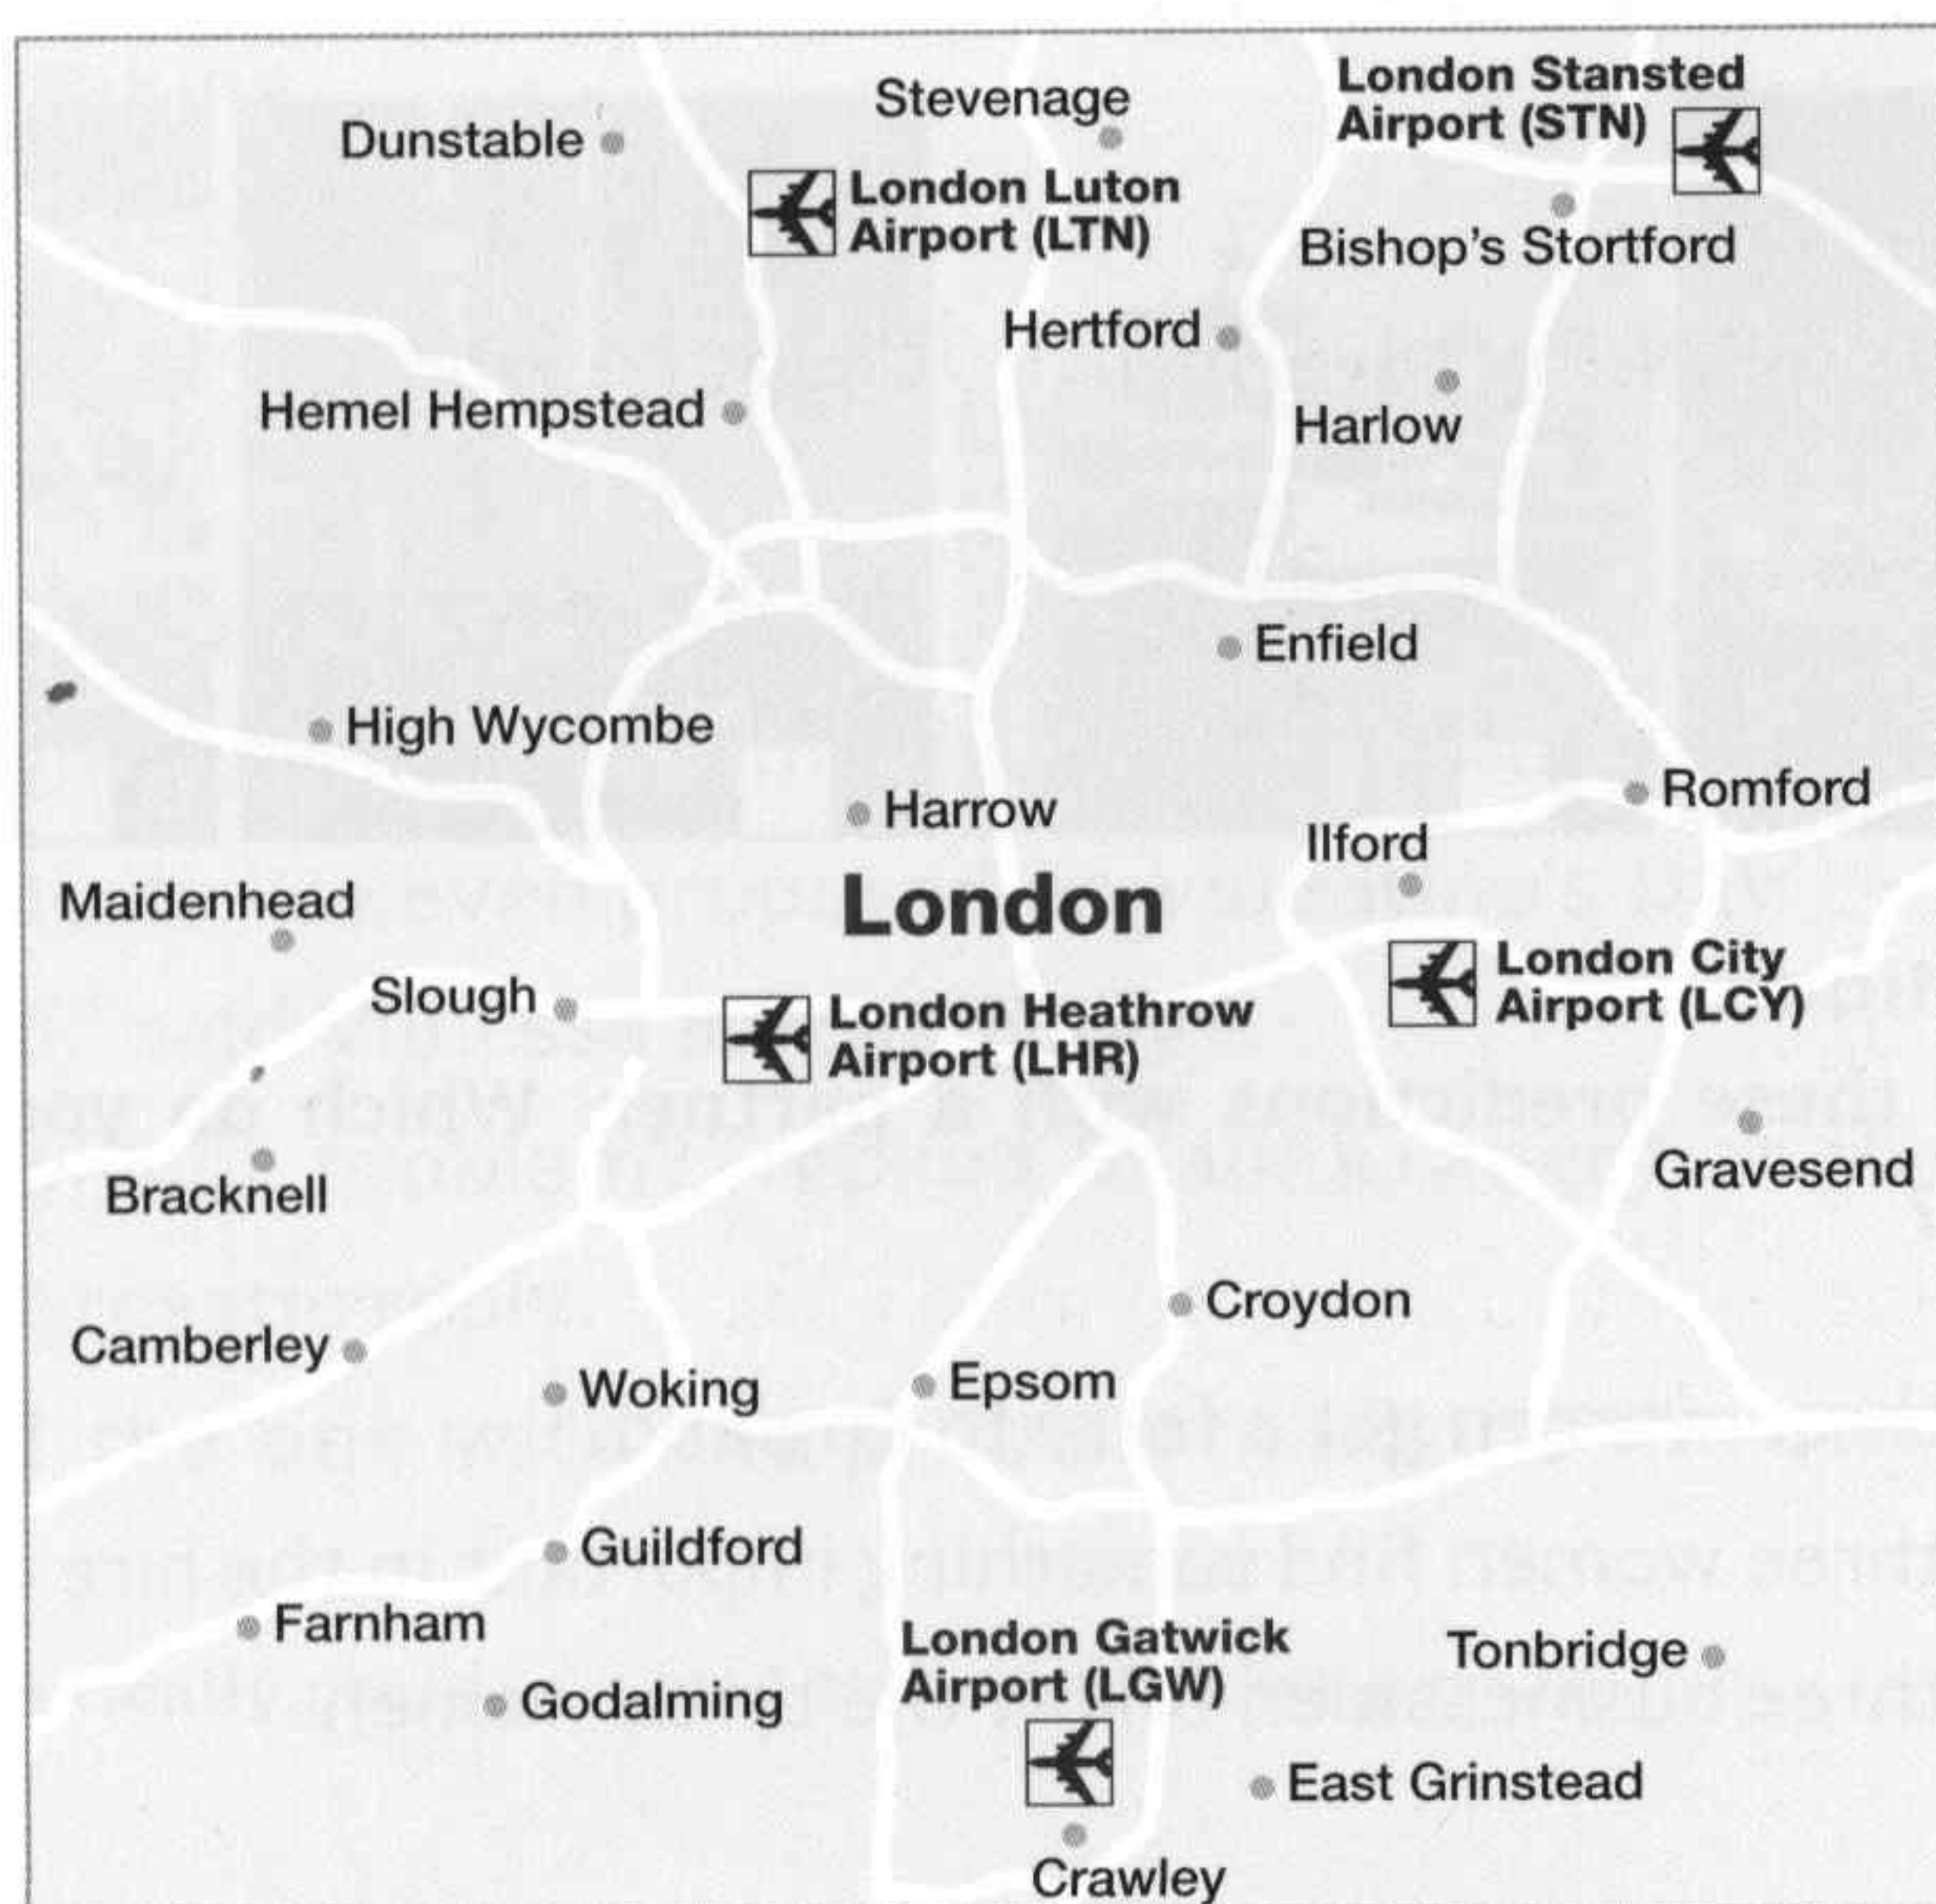 London Stansted
Airport (STN)
Stevenage
Dunstable
London Luton
Airport (LTN)
Bishop's Stortford
Hertford
Hemel Hempstead
Harlow
Enfield
High Wycombe
Romford
Harrow
Ilford
Maidenhead
London
London City
Airport (LCY)
Slough
London Heathrow
Airport (LHR)
Gravesend
Bracknell
Croydon
Camberley
Woking
Epsom
Guildford
Farnham
London Gatwick
Airport (LGW)
Tonbridge
Godalming
East Grinstead
Crawley